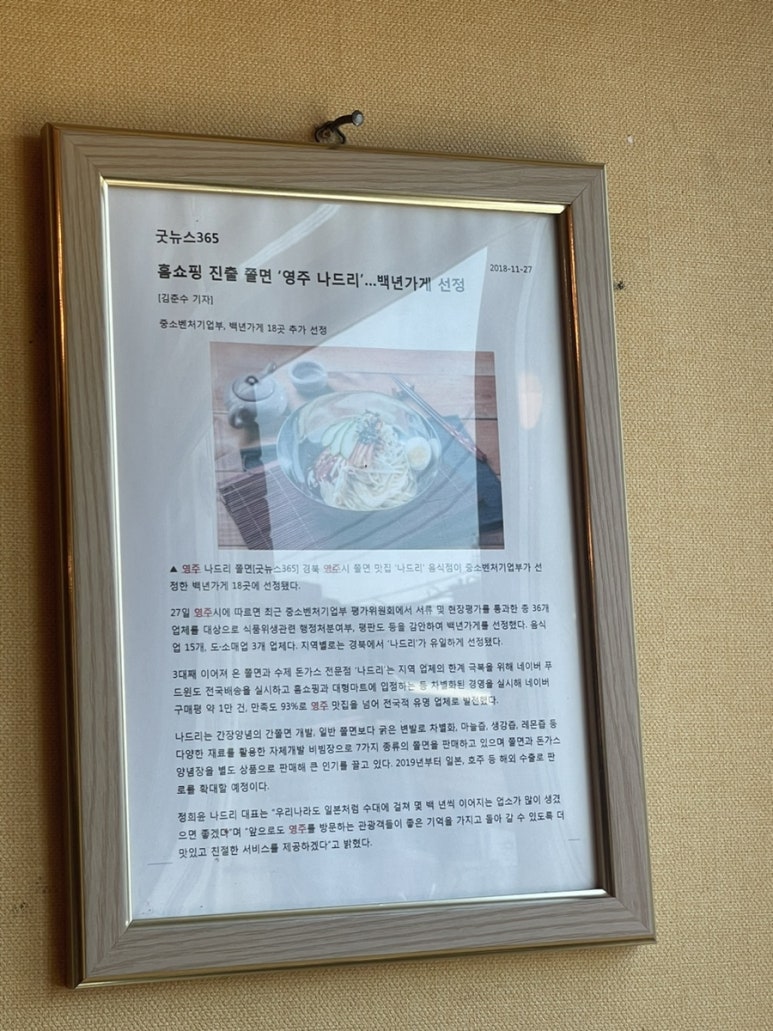 굿뉴스365
홈쇼핑 진출 쫄면 '영주 나드리'...백년가게 선정
2018-11-27
[김준수 기자]
중소벤처기업부, 백년가게 18곳 추가 선정
▲ 영주 나드리 쫄면[굿뉴스365] 경북 영주시 쫄면 맛집 '나드리' 음식점이 중소벤처기업부가 선
정한 백년가게 18곳에 선정됐다.
27일 영주시에 따르면 최근 중소벤처기업부 평가위원회에서 서류 및 현장평가를 통과한 총 36개
업체를 대상으로 식품위생관련 행정처분여부, 평판도 등을 감안하여 백년가게를 선정했다. 음식
업 15개, 도·소매업 3개 업체다. 지역별로는 경북에서 '나드리'가 유일하게 선정됐다.
3대째 이어져 온 쫄면과 수제 돈가스 전문점 '나드리'는 지역 업체의 한계 극복을 위해 네이버 푸
드윈도 전국배송을 실시하고 홈쇼핑과 대형마트에 입점하는 등 차별화된 경영을 실시해 네이버
구매평 약 1만 건, 만족도 93%로 영주 맛집을 넘어 전국적 유명 업체로 발전했다.
나드리는 간장양념의 간쫄면 개발, 일반 쫄면보다 굵은 면발로 차별화, 마늘즙, 생강즙, 레몬즙 등
다양한 재료를 활용한 자체개발 비빔장으로 7가지 종류의 쫄면을 판매하고 있으며 쫄면과 돈가스
양념장을 별도 상품으로 판매해 큰 인기를 끌고 있다. 2019년부터 일본, 호주 등 해외 수출로 판
로를 확대할 예정이다.
정희윤 나드리 대표는 "우리나라도 일본처럼 수대에 걸쳐 몇 백 년씩 이어지는 업소가 많이 생겼
으면 좋겠다"며 "앞으로도 영주를 방문하는 관광객들이 좋은 기억을 가지고 돌아 갈 수 있도록 더
맛있고 친절한 서비스를 제공하겠다"고 밝혔다.